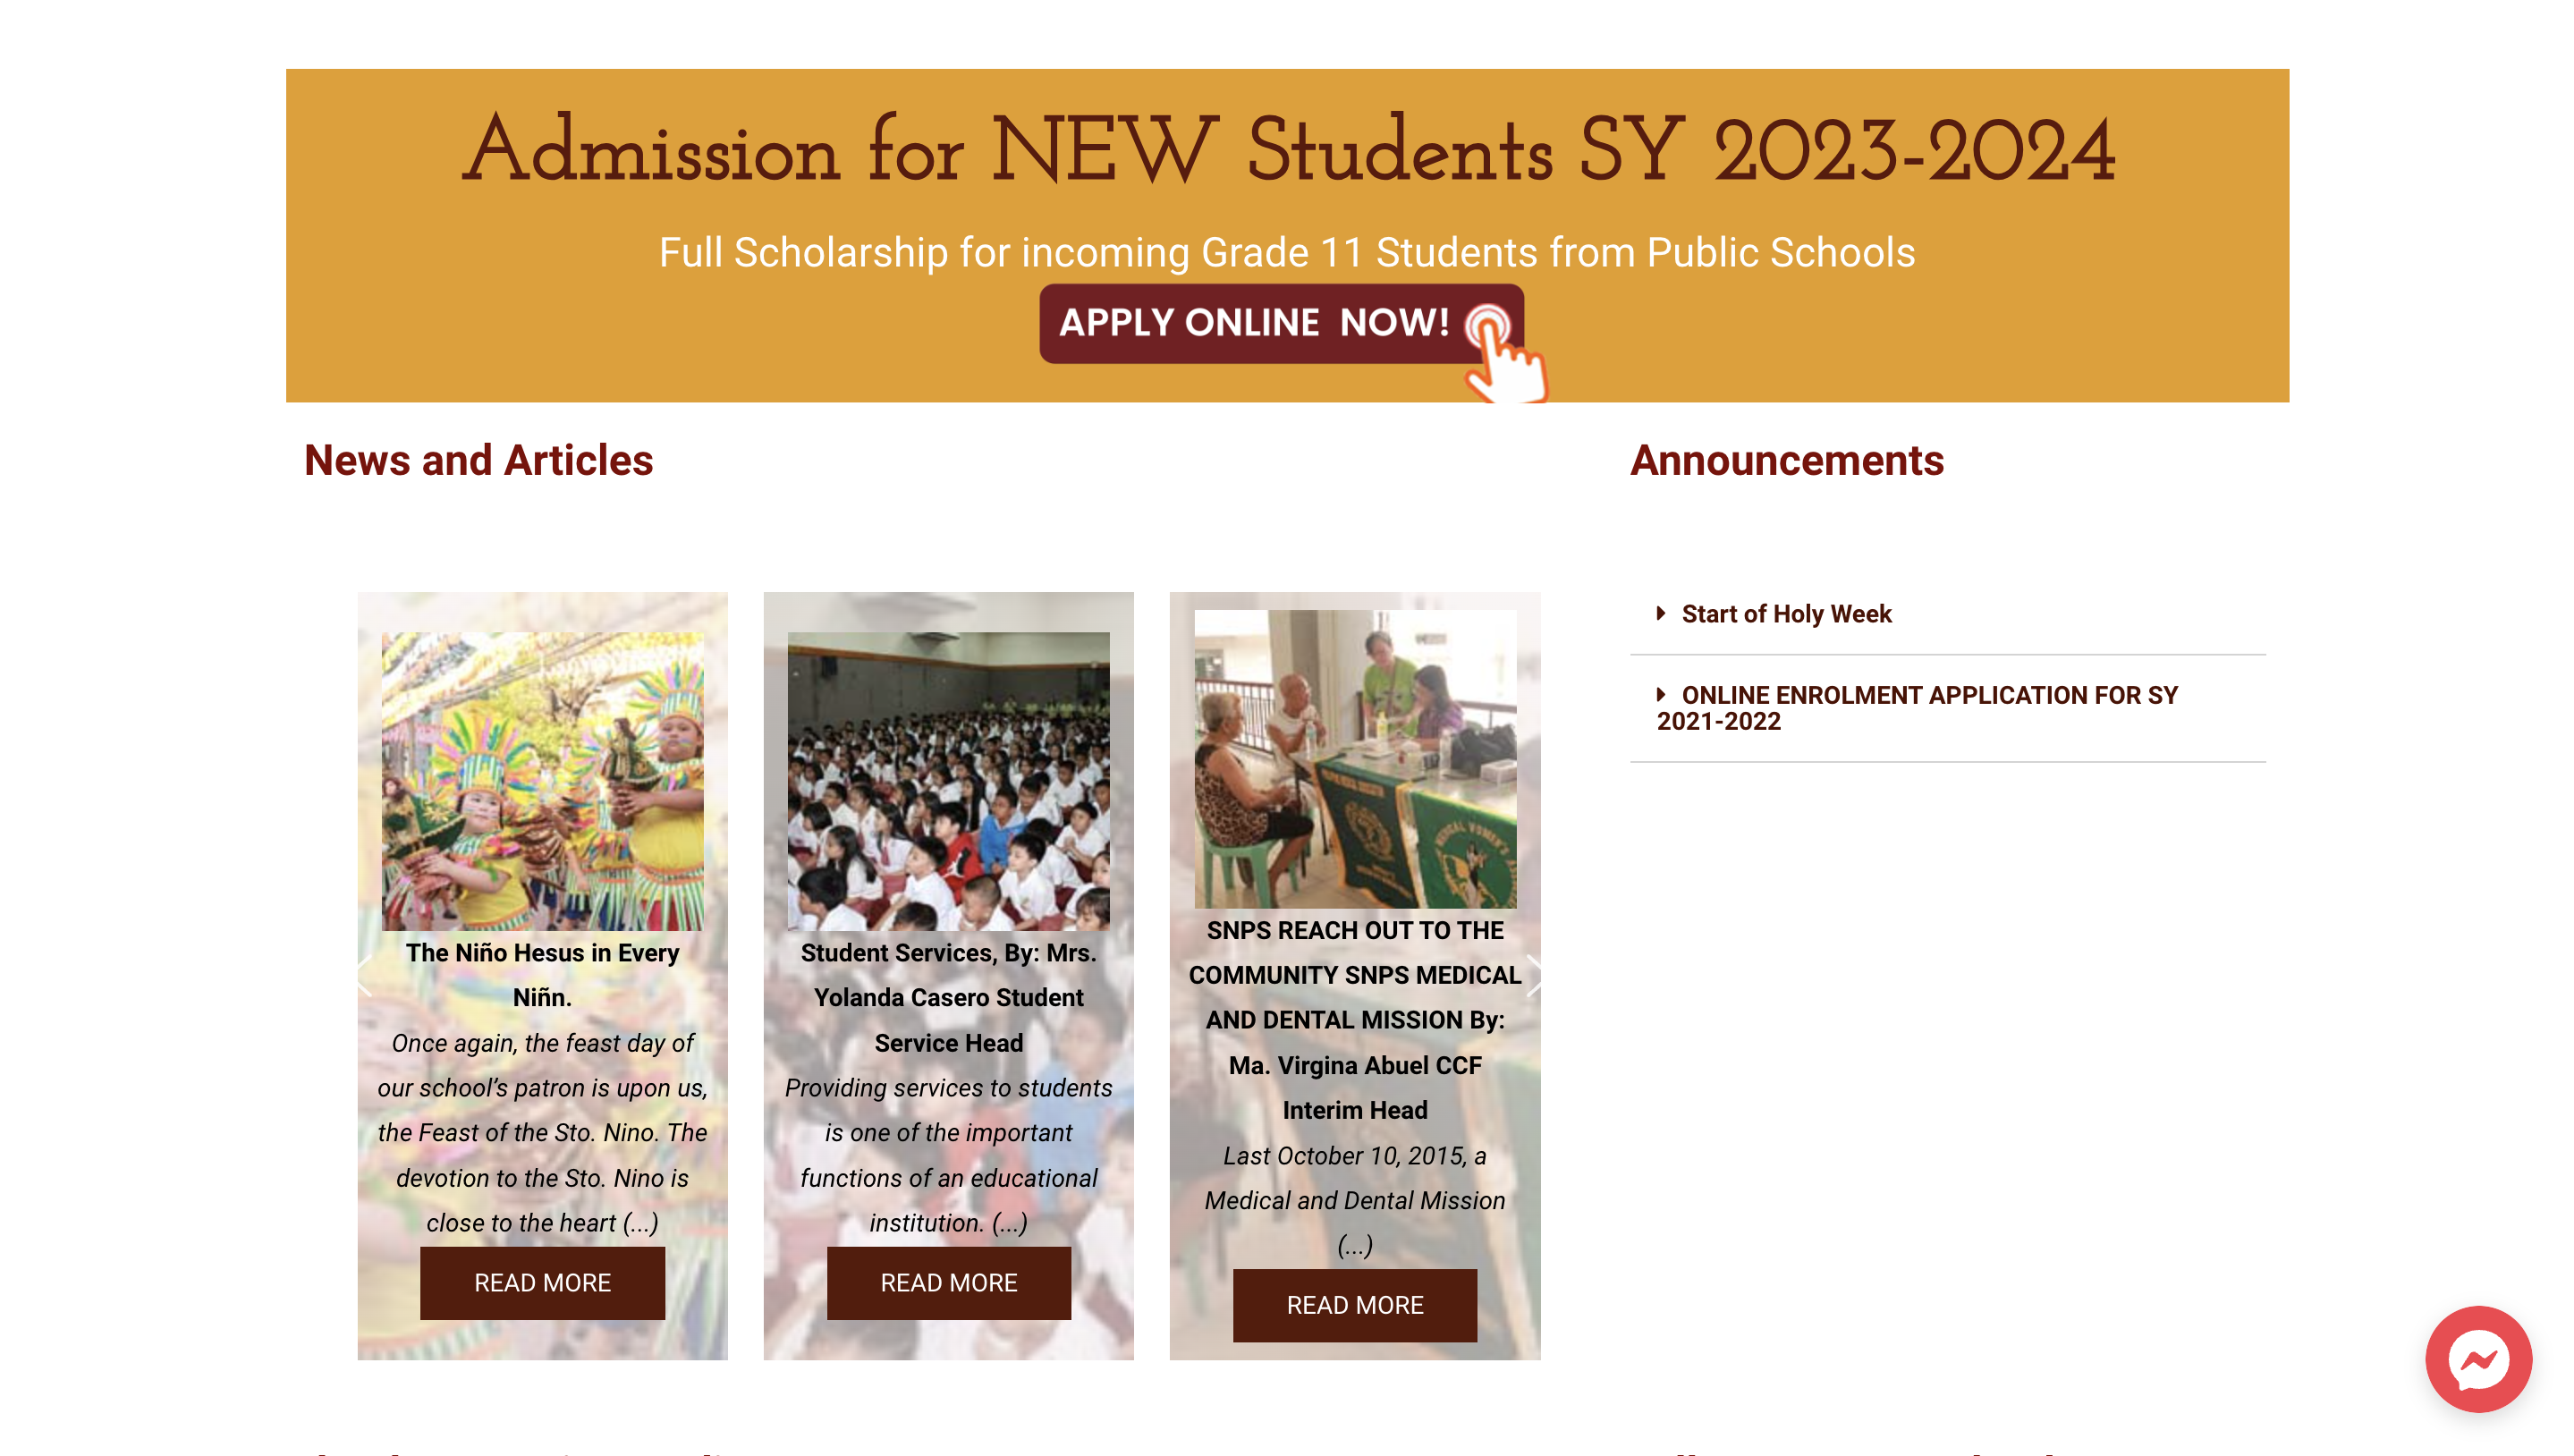 Admission for NEW Students SY 2023-2024
Full Scholarship for incoming Grade 11 Students from Public Schools
APPLY ONLINE NOW!
News and Articles
The Niño Hesus in Every
Niñn.
Once again, the feast day of
our school’s patron is upon us,
the Feast of the Sto. Nino. The
devotion to the Sto. Nino is
close to the heart (...)
READ MORE
Student Services, By: Mrs.
Yolanda Casero Student
Service Head
Providing services to students
is one of the important
functions of an educational
institution. (...)
READ MORE
SNPS REACH OUT TO THE
COMMUNITY SNPS MEDICAL
AND DENTAL MISSION By:
Ma. Virgina Abuel CCF
Interim Head
Last October 10, 2015, a
Medical and Dental Mission
(...)
READ MORE
Announcements
Start of Holy Week
ONLINE ENROLMENT APPLICATION FOR SY
2021-2022